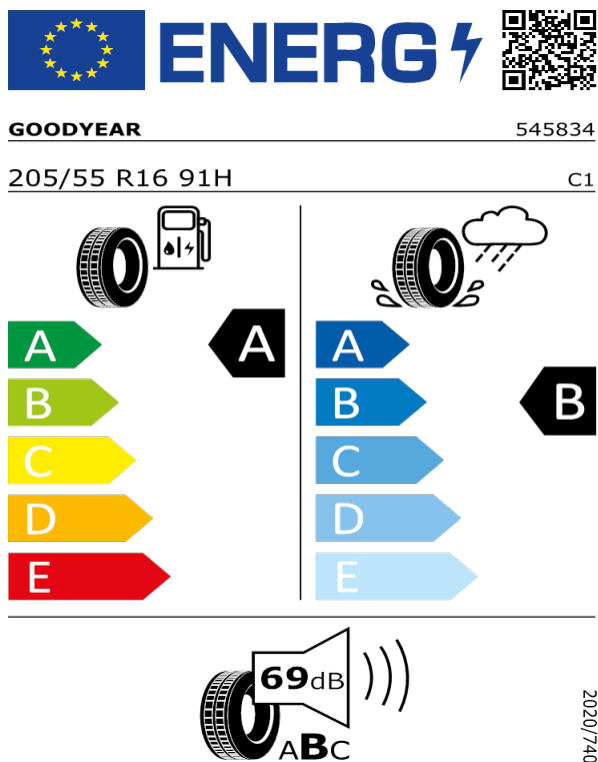 ENERG
GOODYEAR 545834
205/55 R16 91H C1
A A A
B B B
C C
D D
E E
69dB
ABC
2020/740